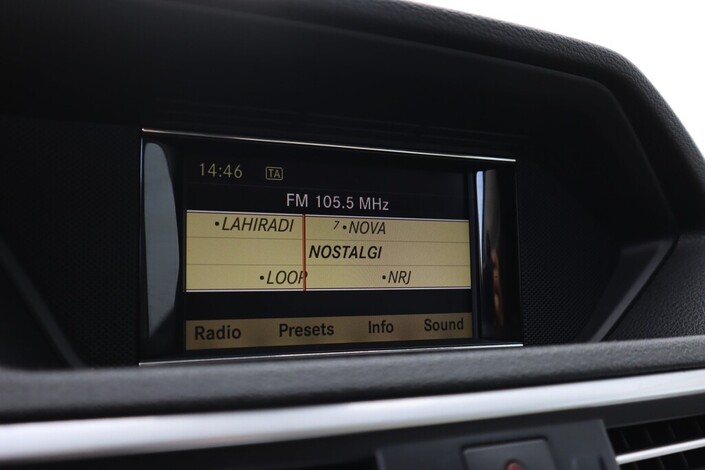 14:46 TA
FM 105.5 MHz
•LAHIRADI 7•NOVA
NOSTALGI
•LOOP •NRJ
Radio Presets Info Sound